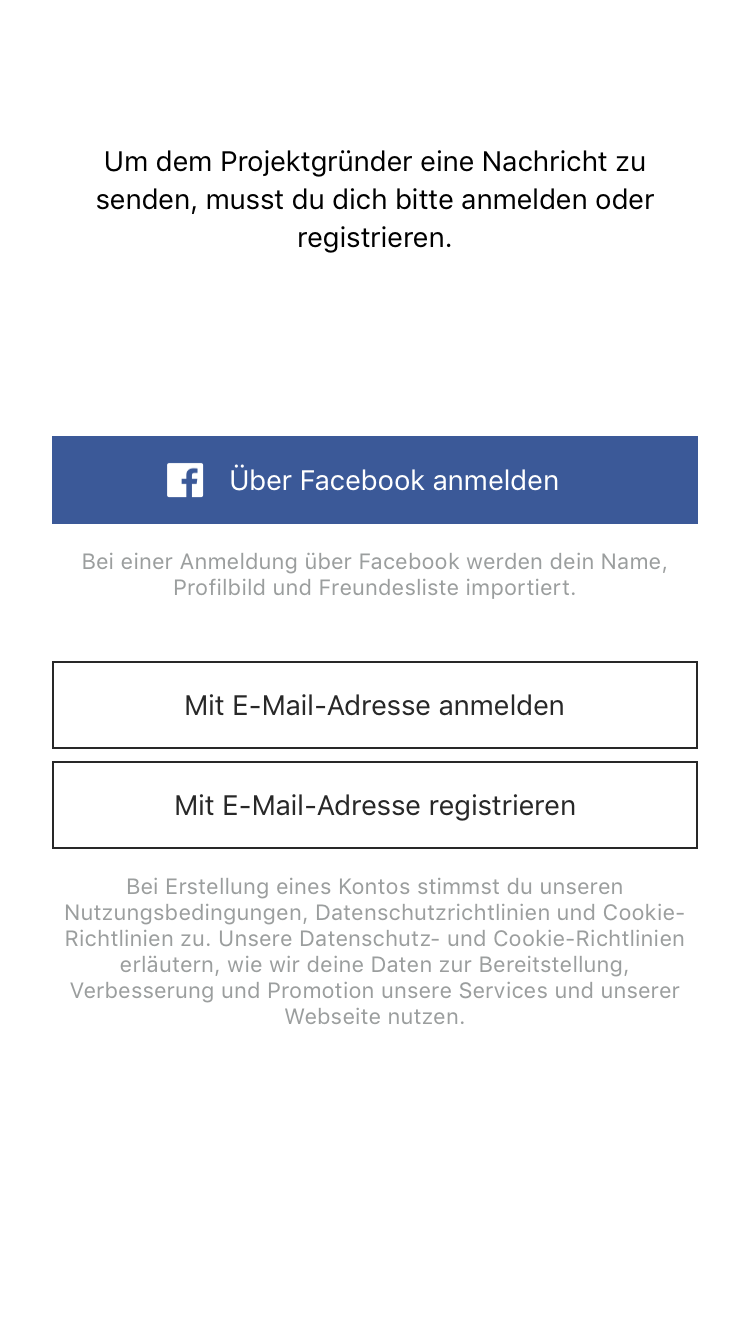 Um dem Projektgründer eine Nachricht zu
senden, musst du dich bitte anmelden oder
registrieren.
Über Facebook anmelden
Bei einer Anmeldung über Facebook werden dein Name,
Profilbild und Freundesliste importiert.
Mit E-Mail-Adresse anmelden
Mit E-Mail-Adresse registrieren
Bei Erstellung eines Kontos stimmst du unseren
Nutzungsbedingungen, Datenschutzrichtlinien und Cookie-
Richtlinien zu. Unsere Datenschutz- und Cookie-Richtlinien
erläutern, wie wir deine Daten zur Bereitstellung,
Verbesserung und Promotion unsere Services und unserer
Webseite nutzen.